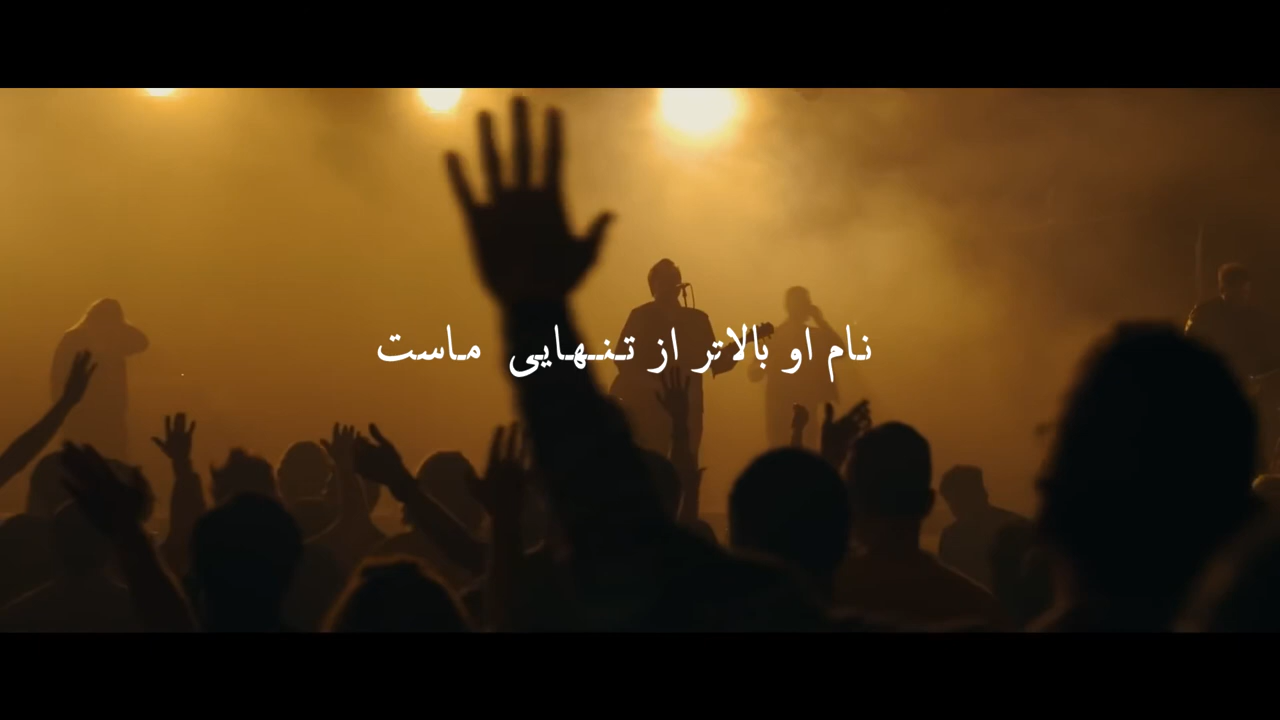 نام او بالاتر از تنهایی ماست